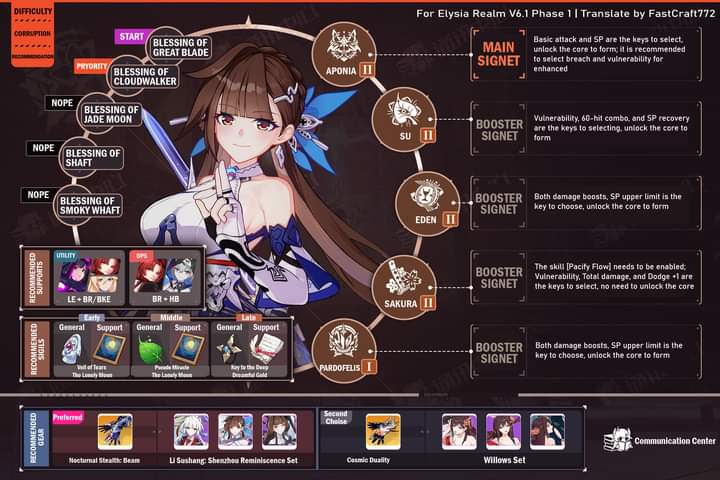 DIFFICULTY
CORRUPTION
RECOMMENDATION
For Elysia Realm V6.1 Phase 1 | Translate by FastCraft772
START
BLESSING OF
GREAT BLADE
PRYORITY
BLESSING OF
CLOUDWALKER
NOPE
BLESSING OF
JADE MOON
NOPE
BLESSING OF
SHAFT
NOPE
BLESSING OF
SMOKY WHAFT
APONIA II
MAIN
SIGNET
Basic attack and SP are the keys to select,
unlock the core to form; it is recommended
to select breach and vulnerability for
enhanced
SU
II
BOOSTER
SIGNET
Vulnerability, 60-hit combo, and SP recovery
are the keys to selecting, unlock the core to
form
EDEN II
BOOSTER
SIGNET
Both damage boosts, SP upper limit is the
key to choose, unlock the core to form
SAKURA II
BOOSTER
SIGNET
The skill [Pacify Flow] needs to be enabled;
Vulnerability, Total damage, and Dodge +1 are
the keys to select, no need to unlock the core
PARDOFELIS I
BOOSTER
SIGNET
Both damage boosts, SP upper limit is the
key to choose, unlock the core to form
RECOMMENDED
SUPPORTS
UTILITY
LE + BR/BKE
DPS
BR + HB
RECOMMENDED
SIGILS
Early
General Support
Veil of Tears
The Lonely Moon
Middle
General Support
Pseudo Miracle
The Lonely Moon
Late
General Support
Key to the Deep
Dreamful Gold
RECOMMENDED
GEAR
Preferred
Nocturnal Stealth: Beam
Li Sushang: Shenzhou Reminiscence Set
Second
Choise
Cosmic Duality
Willows Set
Communication Center